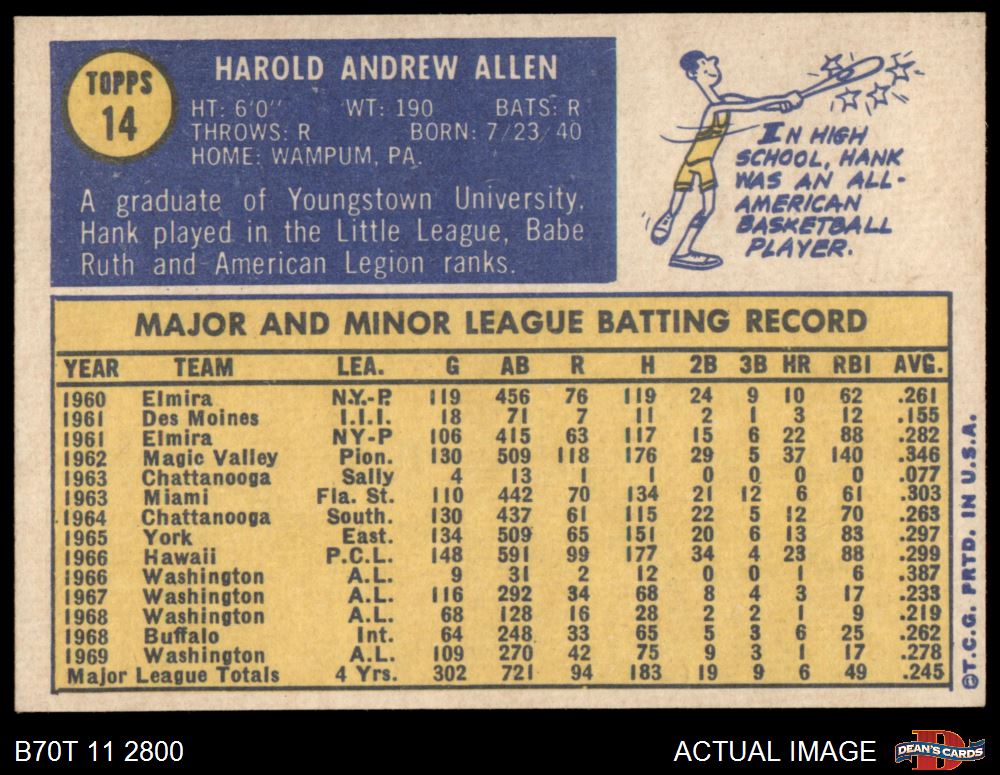 TOPPS
14
HAROLD ANDREW ALLEN
HT: 6'0" WT: 190 BATS: R
THROWS: R BORN: 7/23/40
HOME: WAMPUM, PA.
A graduate of Youngstown University,
Hank played in the Little League, Babe
Ruth and American Legion ranks.
IN HIGH
SCHOOL, HANK
WAS AN ALL-
AMERICAN
BASKETBALL
PLAYER.
MAJOR AND MINOR LEAGUE BATTING RECORD
YEAR TEAM LEA. G AB R H 2B 3B HR RBI AVG.
1960 Elmira N.Y.-P. 119 456 76 119 24 9 10 62 .261
1961 Des Moines I.I.I. 18 71 7 11 2 1 3 12 .155
1961 Elmira NY-P 106 415 63 117 15 6 22 88 .282
1962 Magic Valley Pion. 130 509 118 176 29 5 37 140 .346
1963 Chattanooga Sally 4 13 1 1 0 0 0 0 .077
1963 Miami Fla. St. 110 442 70 134 21 12 6 61 .303
1964 Chattanooga South. 130 437 61 115 22 5 12 70 .263
1965 York East. 134 509 65 151 20 6 13 83 .297
1966 Hawaii P.C.L. 148 591 99 177 34 4 23 88 .299
1966 Washington A.L. 9 31 2 12 0 0 1 6 .387
1967 Washington A.L. 116 292 34 68 8 4 3 17 .233
1968 Washington A.L. 68 128 16 28 2 2 1 9 .219
1968 Buffalo Int. 64 248 33 65 5 3 6 25 .262
1969 Washington A.L. 109 270 42 75 9 3 1 17 .278
Major League Totals 4 Yrs. 302 721 94 183 19 9 6 49 .245
©T.C.G. PRTD. IN U.S.A.
B70T 11 2800
ACTUAL IMAGE
DEAN'S CARDS